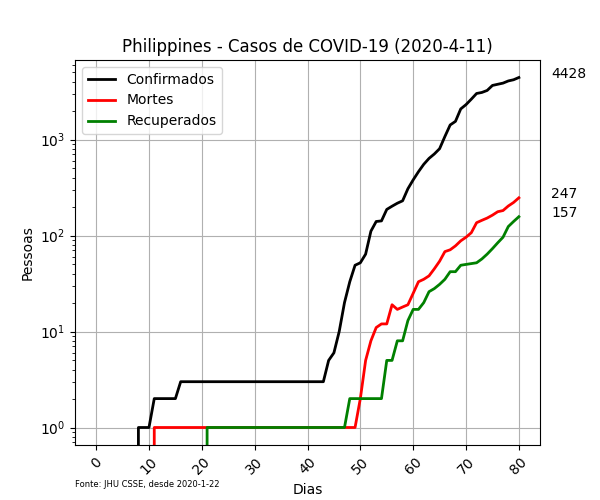 Philippines - Casos de COVID-19 (2020-4-11)
Confirmados
Mortes
Recuperados
4428
247
157
10³
10²
10¹
10⁰
Pessoas
0 10 20 30 40 50 60 70 80
Fonte: JHU CSSE, desde 2020-1-22
Dias